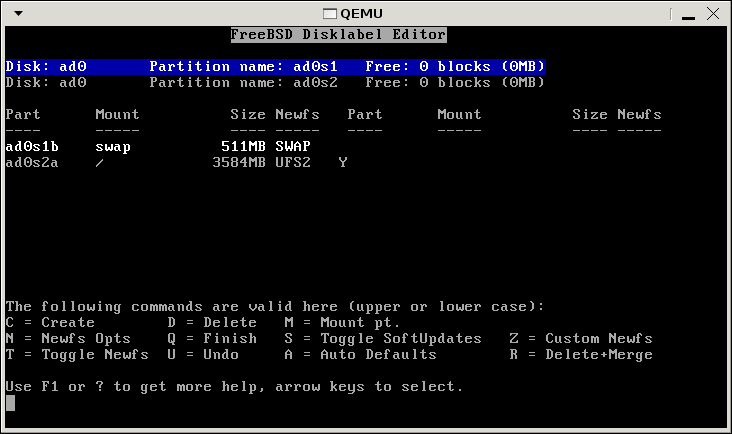 QEMU
FreeBSD Disklabel Editor
Disk: ad0 Partition name: ad0s1 Free: 0 blocks (0MB)
Disk: ad0 Partition name: ad0s2 Free: 0 blocks (0MB)
Part Mount Size Newfs Part Mount Size Newfs
---- ----- ---- ----- ---- ----- ---- -----
ad0s1b swap 511MB SWAP
ad0s2a / 3584MB UFS2 Y
The following commands are valid here (upper or lower case):
C = Create D = Delete M = Mount pt.
N = Newfs Opts Q = Finish S = Toggle SoftUpdates Z = Custom Newfs
T = Toggle Newfs U = Undo A = Auto Defaults R = Delete+Merge
Use F1 or ? to get more help, arrow keys to select.